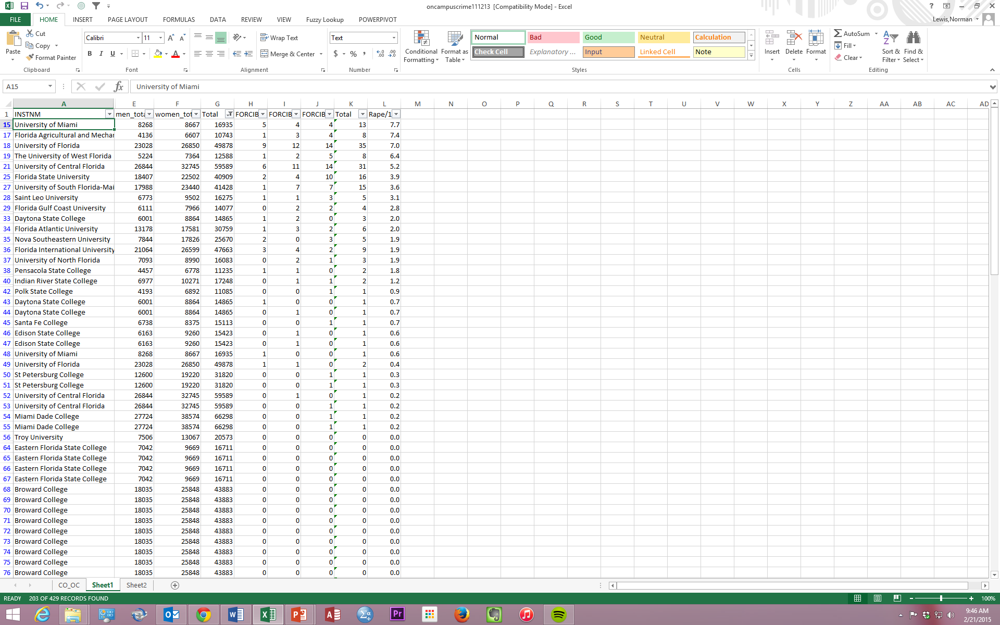 oncampuscrime111213 [Compatibility Mode] - Excel
FILE HOME INSERT PAGE LAYOUT FORMULAS DATA REVIEW VIEW Fuzzy Lookup POWERPIVOT Lewis,Norman
Paste Cut Calibri 11 Wrap Text Text Conditional Formatting Format as Table Normal Bad Good Neutral Calculation Insert Delete Format AutoSum Sort & Filter Find & Select
Copy Fill
Format Painter B I U Merge & Center $ % Check Cell Explanatory ... Input Linked Cell Note Clear
Clipboard Font Alignment Number Styles Cells Editing
A15 fx University of Miami
A E F G H I J K L M N O P Q R S T U V W X Y Z AA AB AC AD
1 INSTNM men_tota women_tot Total FORCIB FORCIB FORCIB Total Rape/1
15 University of Miami 8268 8667 16935 5 4 4 13 7.7
17 Florida Agricultural and Mechar 4136 6607 10743 1 3 4 8 7.4
18 University of Florida 23028 26850 49878 9 12 14 35 7.0
19 The University of West Florida 5224 7364 12588 1 2 5 8 6.4
21 University of Central Florida 26844 32745 59589 6 11 14 31 5.2
25 Florida State University 18407 22502 40909 2 4 10 16 3.9
27 University of South Florida-Mai 17988 23440 41428 1 7 7 15 3.6
28 Saint Leo University 6773 9502 16275 1 1 3 5 3.1
29 Florida Gulf Coast University 6111 7966 14077 0 2 2 4 2.8
33 Daytona State College 6001 8864 14865 1 2 0 3 2.0
34 Florida Atlantic University 13178 17581 30759 1 3 2 6 2.0
35 Nova Southeastern University 7844 17826 25670 2 0 3 5 1.9
36 Florida International University 21064 26599 47663 3 4 2 9 1.9
37 University of North Florida 7093 8990 16083 0 2 1 3 1.9
38 Pensacola State College 4457 6778 11235 1 1 0 2 1.8
40 Indian River State College 6977 10271 17248 0 1 1 2 1.2
42 Polk State College 4193 6892 11085 0 0 1 1 0.9
43 Daytona State College 6001 8864 14865 1 0 0 1 0.7
44 Daytona State College 6001 8864 14865 0 1 0 1 0.7
45 Santa Fe College 6738 8375 15113 0 0 1 1 0.7
46 Edison State College 6163 9260 15423 0 1 0 1 0.6
47 Edison State College 6163 9260 15423 0 1 0 1 0.6
48 University of Miami 8268 8667 16935 1 0 0 1 0.6
49 University of Florida 23028 26850 49878 1 1 0 2 0.4
50 St Petersburg College 12600 19220 31820 0 0 1 1 0.3
51 St Petersburg College 12600 19220 31820 0 0 1 1 0.3
52 University of Central Florida 26844 32745 59589 0 1 0 1 0.2
53 University of Central Florida 26844 32745 59589 0 0 1 1 0.2
54 Miami Dade College 27724 38574 66298 0 0 1 1 0.2
55 Miami Dade College 27724 38574 66298 0 0 1 1 0.2
56 Troy University 7506 13067 20573 0 0 0 0 0.0
64 Eastern Florida State College 7042 9669 16711 0 0 0 0 0.0
65 Eastern Florida State College 7042 9669 16711 0 0 0 0 0.0
66 Eastern Florida State College 7042 9669 16711 0 0 0 0 0.0
67 Eastern Florida State College 7042 9669 16711 0 0 0 0 0.0
68 Broward College 18035 25848 43883 0 0 0 0 0.0
69 Broward College 18035 25848 43883 0 0 0 0 0.0
70 Broward College 18035 25848 43883 0 0 0 0 0.0
71 Broward College 18035 25848 43883 0 0 0 0 0.0
72 Broward College 18035 25848 43883 0 0 0 0 0.0
73 Broward College 18035 25848 43883 0 0 0 0 0.0
74 Broward College 18035 25848 43883 0 0 0 0 0.0
75 Broward College 18035 25848 43883 0 0 0 0 0.0
76 Broward College 18035 25848 43883 0 0 0 0 0.0
CO_OC Sheet1 Sheet2
READY 203 OF 429 RECORDS FOUND 100%
9:46 AM
2/21/2015